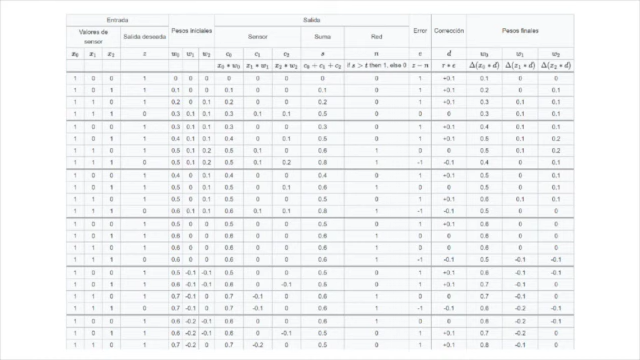 Entrada Pesos iniciales Salida Error Corrección Pesos finales
Valores de sensor Salida deseada Sensor Suma Red
x₀ x₁ x₂ z w₀ w₁ w₂ c₀ c₁ c₂ s n e d w₀ w₁ w₂
x₀ * w₀ x₁ * w₁ x₂ * w₂ c₀ + c₁ + c₂ if s > t then 1, else 0 z − n r * e Δ(x₀ * d) Δ(x₁ * d) Δ(x₂ * d)
1 0 0 1 0 0 0 0 0 0 0 0 1 +0.1 0.1 0 0
1 0 1 1 0.1 0 0 0.1 0 0 0.1 0 1 +0.1 0.2 0 0.1
1 1 0 1 0.2 0 0.1 0.2 0 0 0.2 0 1 +0.1 0.3 0.1 0.1
1 1 1 0 0.3 0.1 0.1 0.3 0.1 0.1 0.5 0 0 0 0.3 0.1 0.1
1 0 0 1 0.3 0.1 0.1 0.3 0 0 0.3 0 1 +0.1 0.4 0.1 0.1
1 0 1 1 0.4 0.1 0.1 0.4 0 0.1 0.5 0 1 +0.1 0.5 0.1 0.2
1 1 0 1 0.5 0.1 0.2 0.5 0.1 0 0.6 1 0 0 0.5 0.1 0.2
1 1 1 0 0.5 0.1 0.2 0.5 0.1 0.2 0.8 1 -1 -0.1 0.4 0 0.1
1 0 0 1 0.4 0 0.1 0.4 0 0 0.4 0 1 +0.1 0.5 0 0.1
1 0 1 1 0.5 0 0.1 0.5 0 0.1 0.6 1 0 0 0.5 0 0.1
1 1 0 1 0.5 0 0.1 0.5 0 0 0.5 0 1 +0.1 0.6 0.1 0.1
1 1 1 0 0.6 0.1 0.1 0.6 0.1 0.1 0.8 1 -1 -0.1 0.5 0 0
1 0 0 1 0.5 0 0 0.5 0 0 0.5 0 1 +0.1 0.6 0 0
1 0 1 1 0.6 0 0 0.6 0 0 0.6 1 0 0 0.6 0 0
1 1 0 1 0.6 0 0 0.6 0 0 0.6 1 0 0 0.6 0 0
1 1 1 0 0.6 0 0 0.6 0 0 0.6 1 -1 -0.1 0.5 -0.1 -0.1
1 0 0 1 0.5 -0.1 -0.1 0.5 0 0 0.5 0 1 +0.1 0.6 -0.1 -0.1
1 0 1 1 0.6 -0.1 -0.1 0.6 0 -0.1 0.5 0 1 +0.1 0.7 -0.1 0
1 1 0 1 0.7 -0.1 0 0.7 -0.1 0 0.6 1 0 0 0.7 -0.1 0
1 1 1 0 0.7 -0.1 0 0.7 -0.1 0 0.6 1 -1 -0.1 0.6 -0.2 -0.1
1 0 0 1 0.6 -0.2 -0.1 0.6 0 0 0.6 1 0 0 0.6 -0.2 -0.1
1 0 1 1 0.6 -0.2 -0.1 0.6 0 -0.1 0.5 0 1 +0.1 0.7 -0.2 0
1 1 0 1 0.7 -0.2 0 0.7 -0.2 0 0.5 0 1 +0.1 0.8 -0.1 0